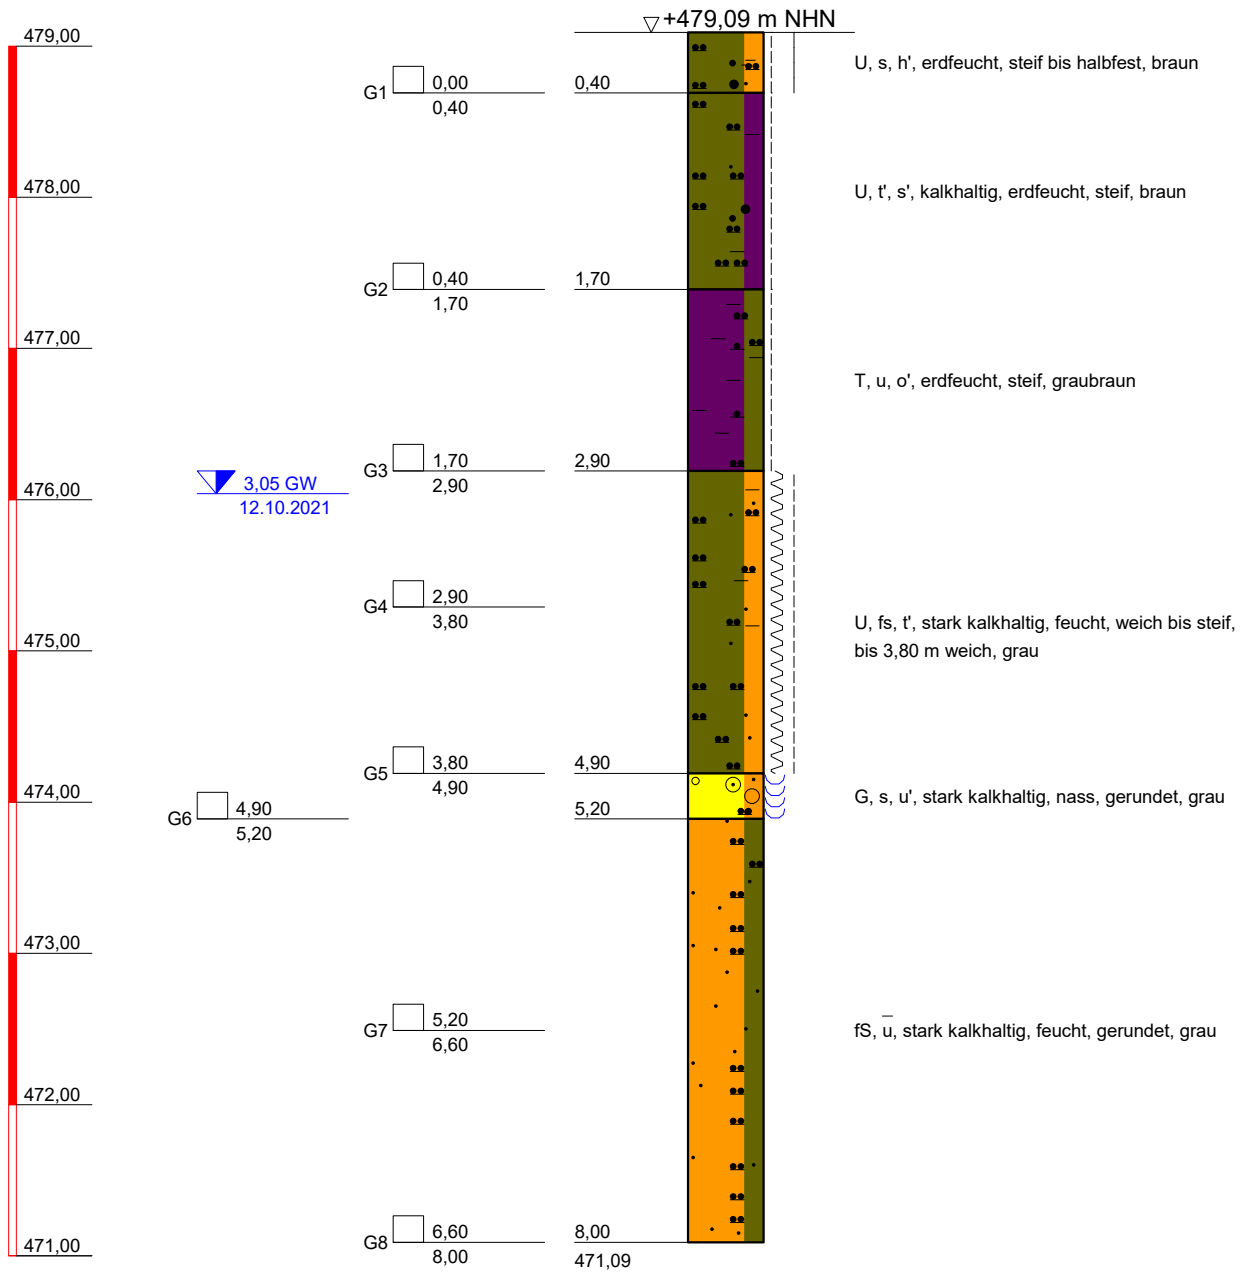 +479,09 m NHN
479,00
U, s, h', erdfeucht, steif bis halbfest, braun
G1 0,00 0,40
0,40
478,00
U, t', s', kalkhaltig, erdfeucht, steif, braun
G2 0,40 1,70
1,70
477,00
T, u, o', erdfeucht, steif, graubraun
G3 1,70 2,90
2,90
3,05 GW
12.10.2021
476,00
G4 2,90
3,80
475,00
U, fs, t', stark kalkhaltig, feucht, weich bis steif,
bis 3,80 m weich, grau
G5 3,80 4,90
4,90
474,00
G6 4,90 5,20
5,20
G, s, u', stark kalkhaltig, nass, gerundet, grau
473,00
G7 5,20
6,60
fS, u̅, stark kalkhaltig, feucht, gerundet, grau
472,00
G8 6,60 8,00
8,00
471,00
471,09